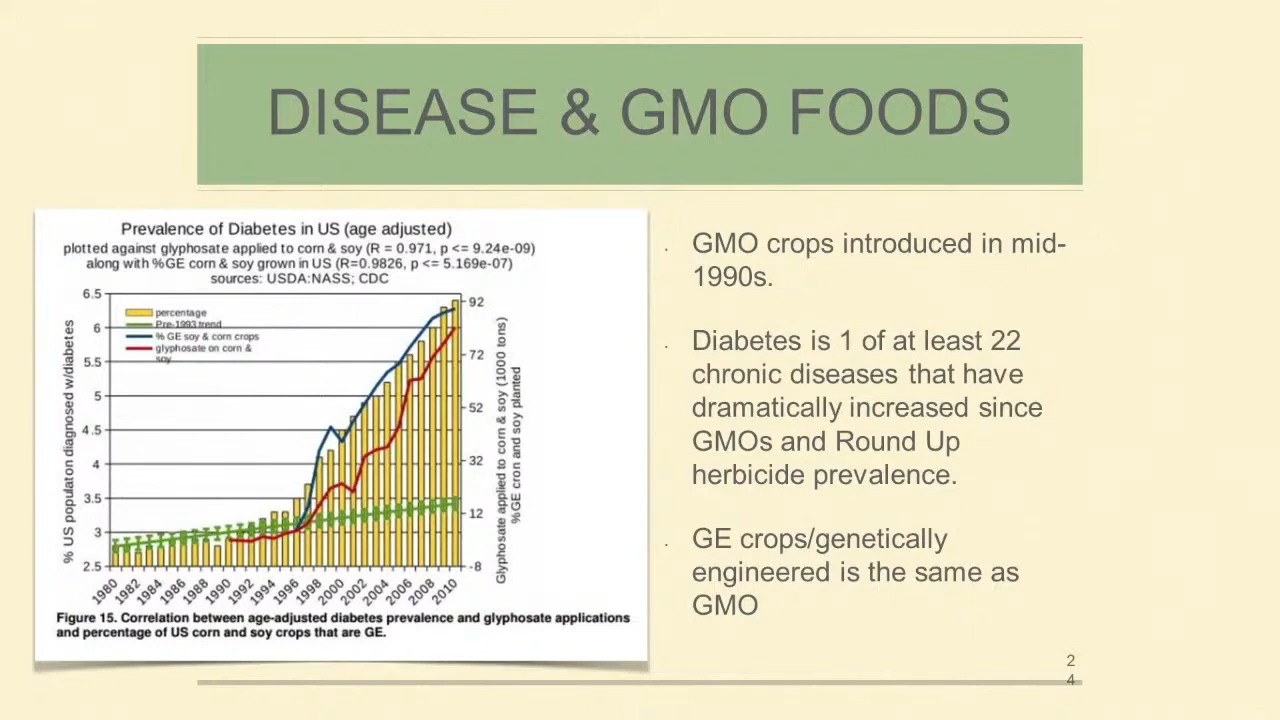 DISEASE & GMO FOODS
Prevalence of Diabetes in US (age adjusted)
plotted against glyphosate applied to corn & soy (R = 0.971, p <= 9.24e-09)
along with %GE corn & soy grown in US (R=0.9826, p <= 5.169e-07)
sources: USDA:NASS; CDC
% US populaton diagnosed w/diabetes
6.5
6
5.5
5
4.5
4
3.5
3
2.5
percentage
Pre-1993 trend
% GE soy & corn crops
glyphosate on corn &
soy
92
72
52
32
12
-8
Glyphosate applied to corn & soy (1000 tons)
%GE cron and soy planted
1980
1982
1984
1986
1988
1990
1992
1994
1996
1998
2000
2002
2004
2006
2008
2010
Figure 15. Correlation between age-adjusted diabetes prevalence and glyphosate applications
and percentage of US corn and soy crops that are GE.
· GMO crops introduced in mid-
1990s.
· Diabetes is 1 of at least 22
chronic diseases that have
dramatically increased since
GMOs and Round Up
herbicide prevalence.
· GE crops/genetically
engineered is the same as
GMO
2
4